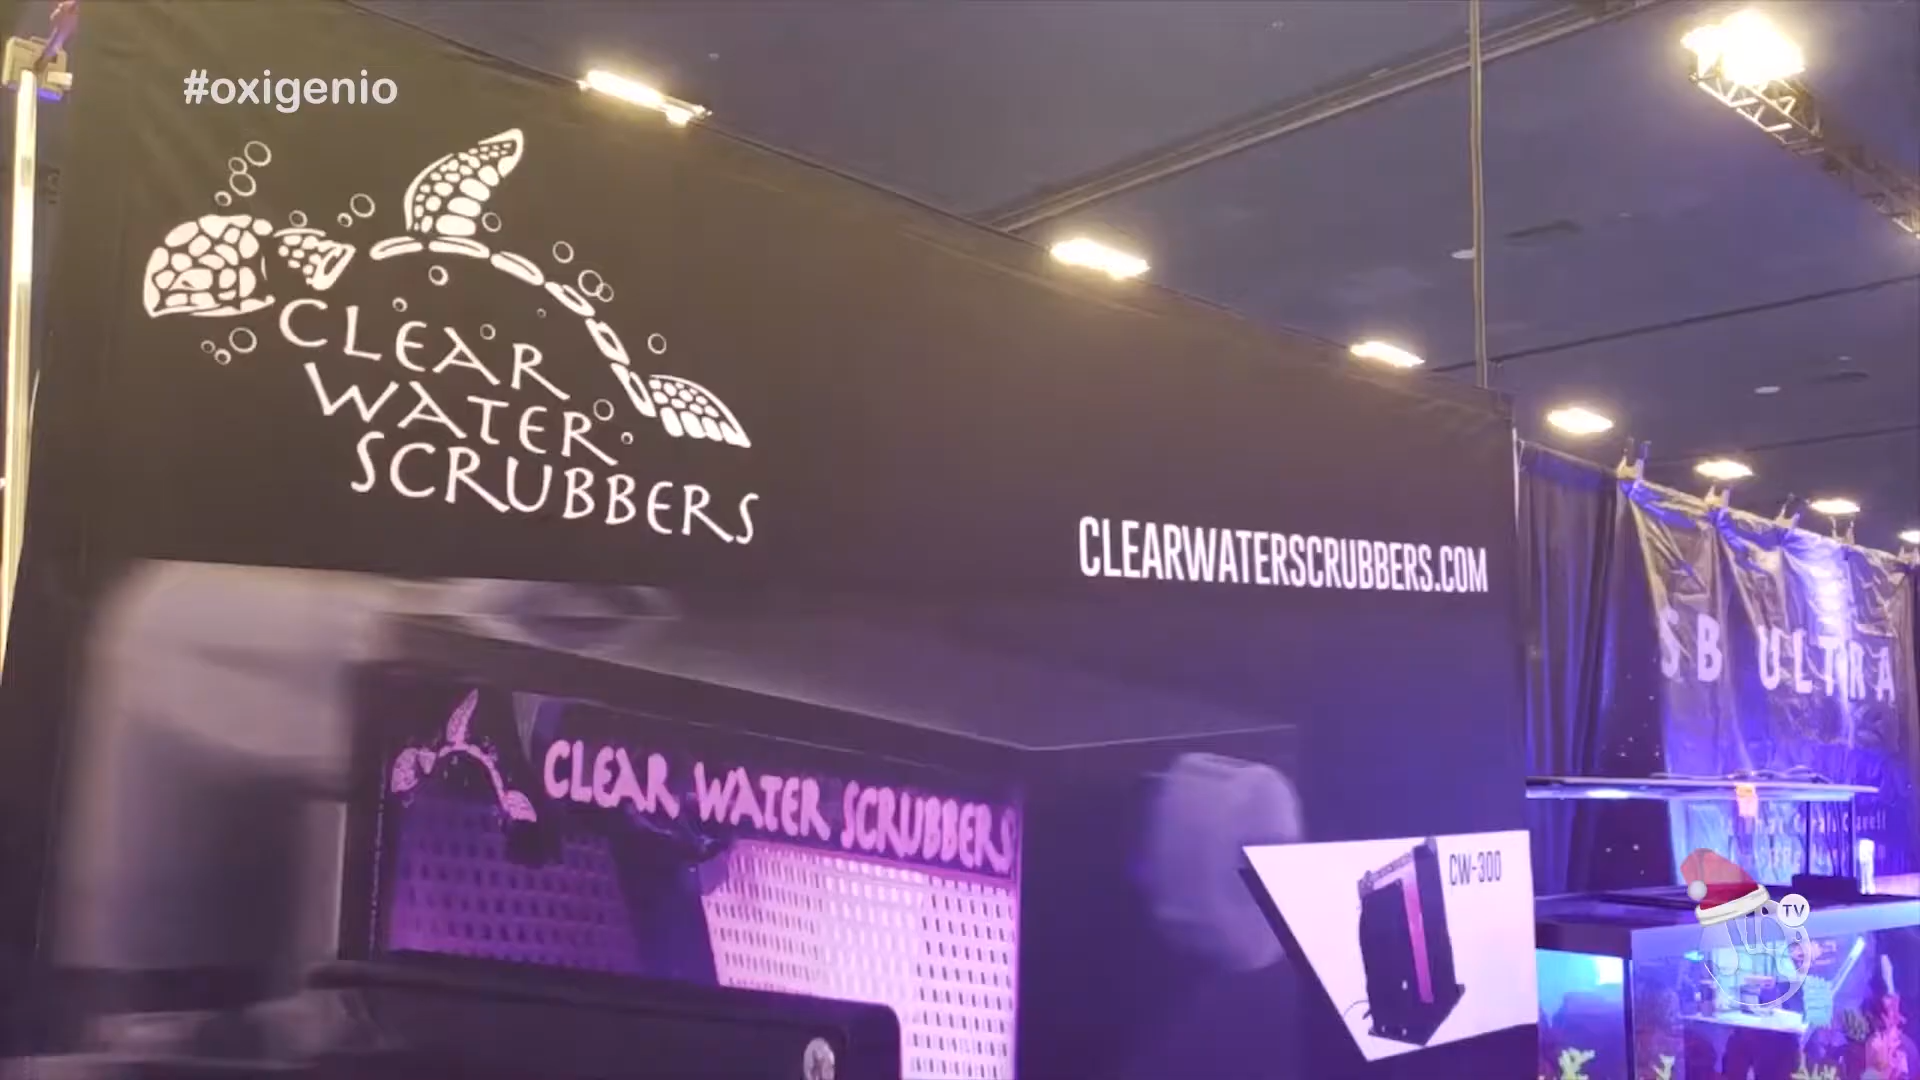 #oxigenio
CLEAR
WATER
SCRUBBERS
CLEARWATERSCRUBBERS.COM
SB ULTRA
CLEAR WATER SCRUBBERS
CW-300
TV